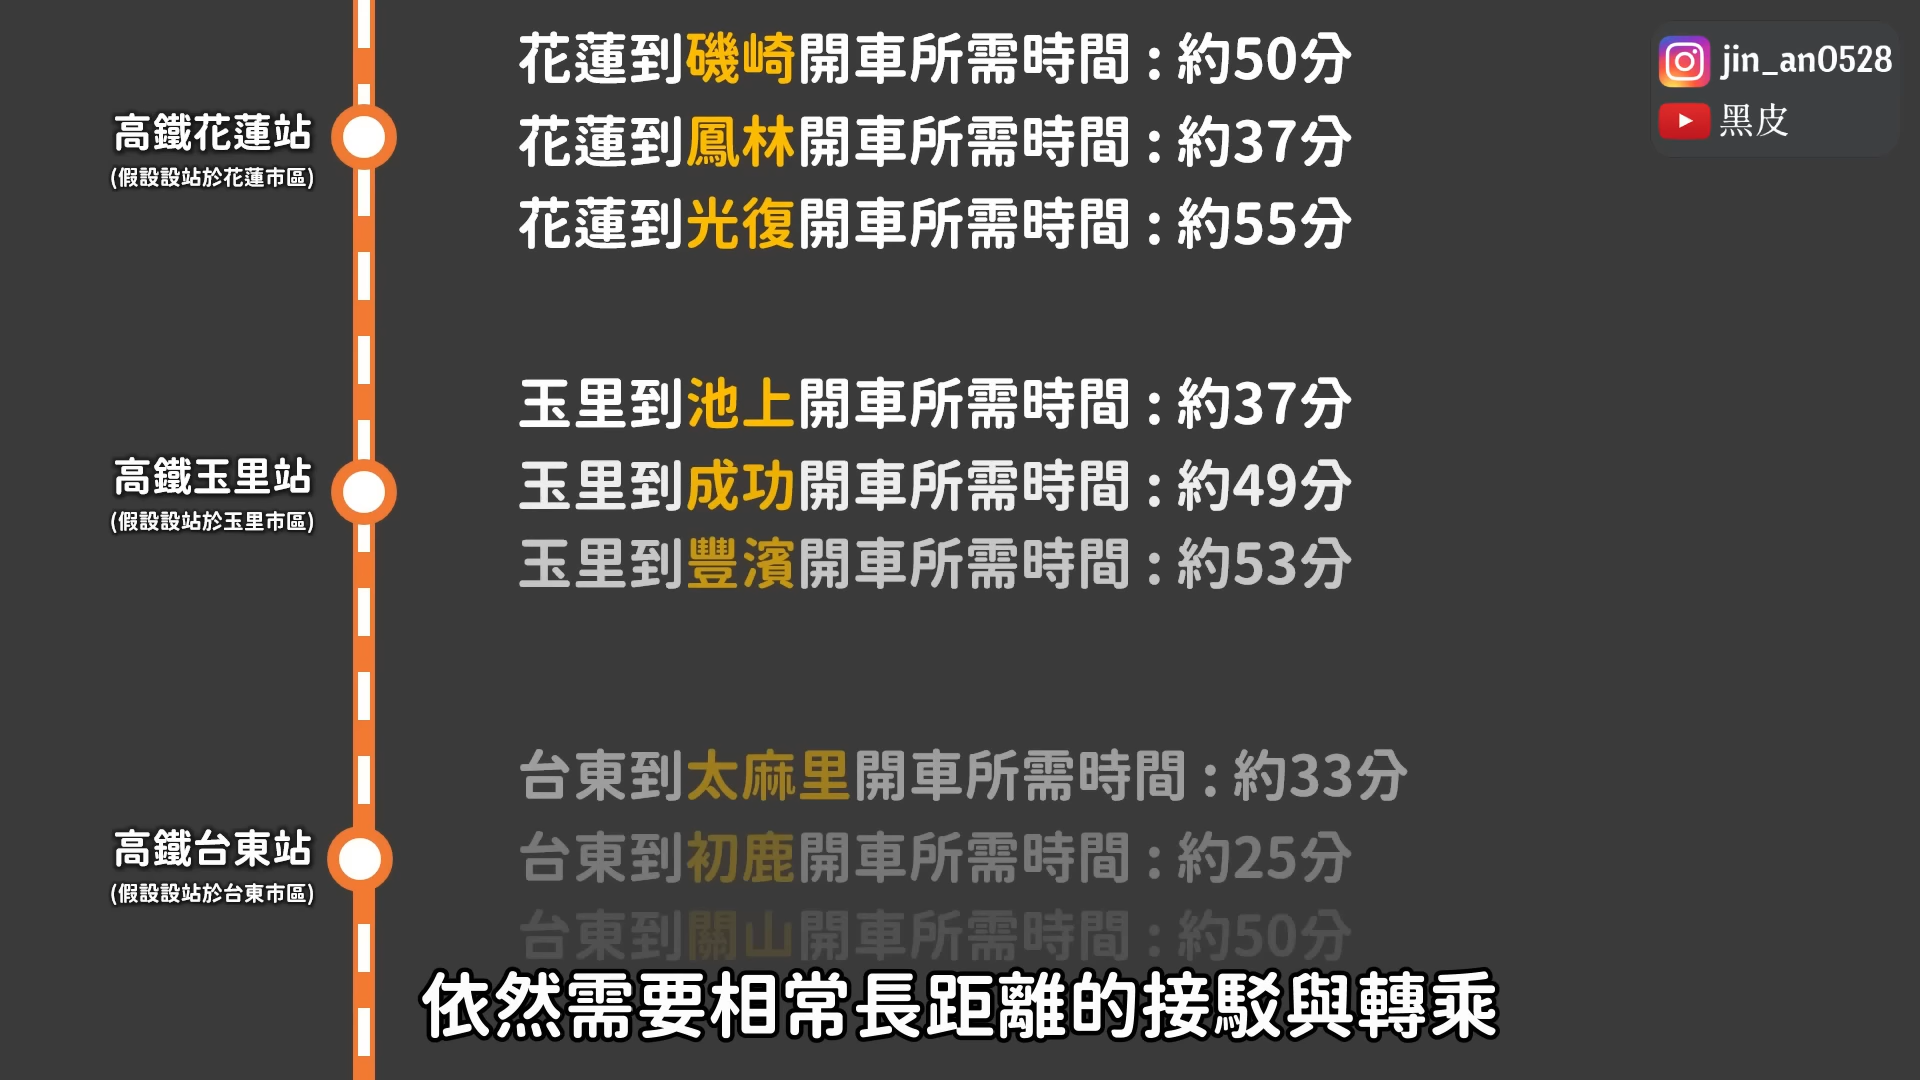 花蓮到磯崎開車所需時間：約50分
花蓮到鳳林開車所需時間：約37分
花蓮到光復開車所需時間：約55分
高鐵花蓮站
(假設設站於花蓮市區)
jin_an0528
黑皮
玉里到池上開車所需時間：約37分
玉里到成功開車所需時間：約49分
玉里到豐濱開車所需時間：約53分
高鐵玉里站
(假設設站於玉里市區)
台東到太麻里開車所需時間：約33分
台東到初鹿開車所需時間：約25分
台東到關山開車所需時間：約50分
高鐵台東站
(假設設站於台東市區)
依然需要相當長距離的接駁與轉乘